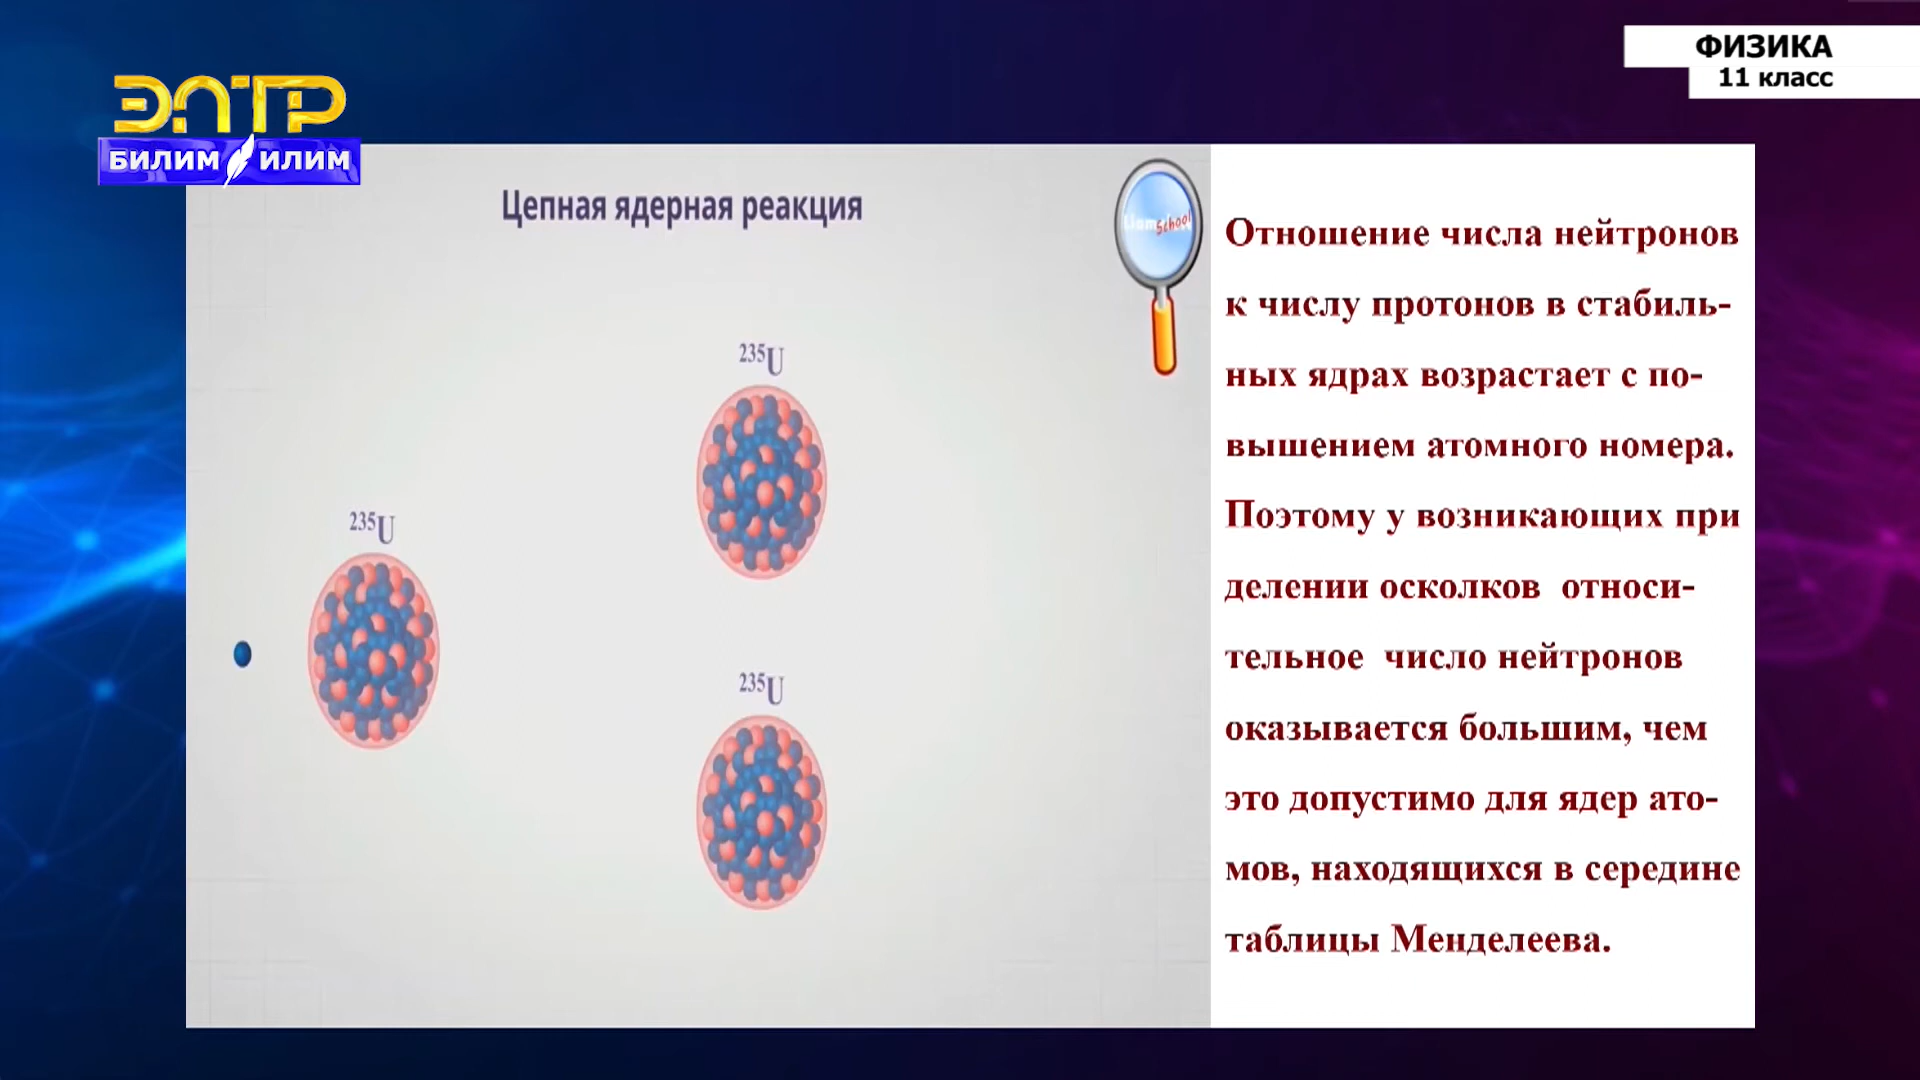 ФИЗИКА
11 класс
ЭЛТР
БИЛИМ ИЛИМ
Цепная ядерная реакция
235U
235U
235U
Отношение числа нейтронов
к числу протонов в стабиль-
ных ядрах возрастает с по-
вышением атомного номера.
Поэтому у возникающих при
делении осколков относи-
тельное число нейтронов
оказывается большим, чем
это допустимо для ядер ато-
мов, находящихся в середине
таблицы Менделеева.